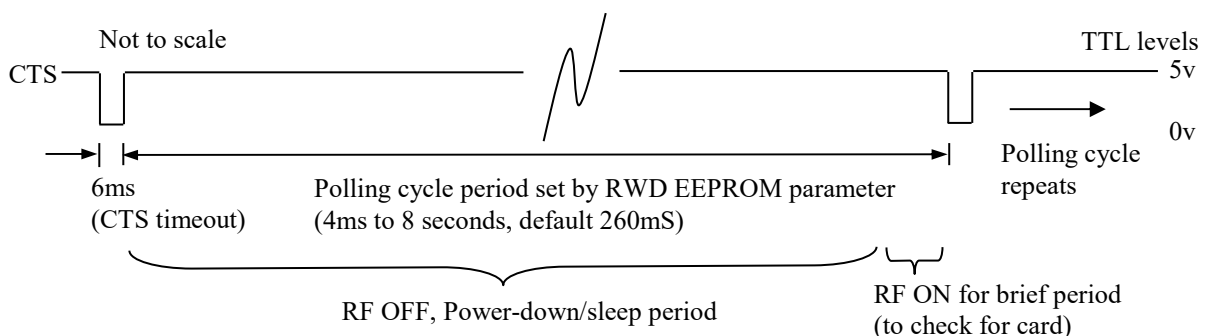 Not to scale
TTL levels
CTS
5v
0v
6ms
(CTS timeout)
Polling cycle period set by RWD EEPROM parameter
(4ms to 8 seconds, default 260mS)
Polling cycle
repeats
RF OFF, Power-down/sleep period
RF ON for brief period
(to check for card)